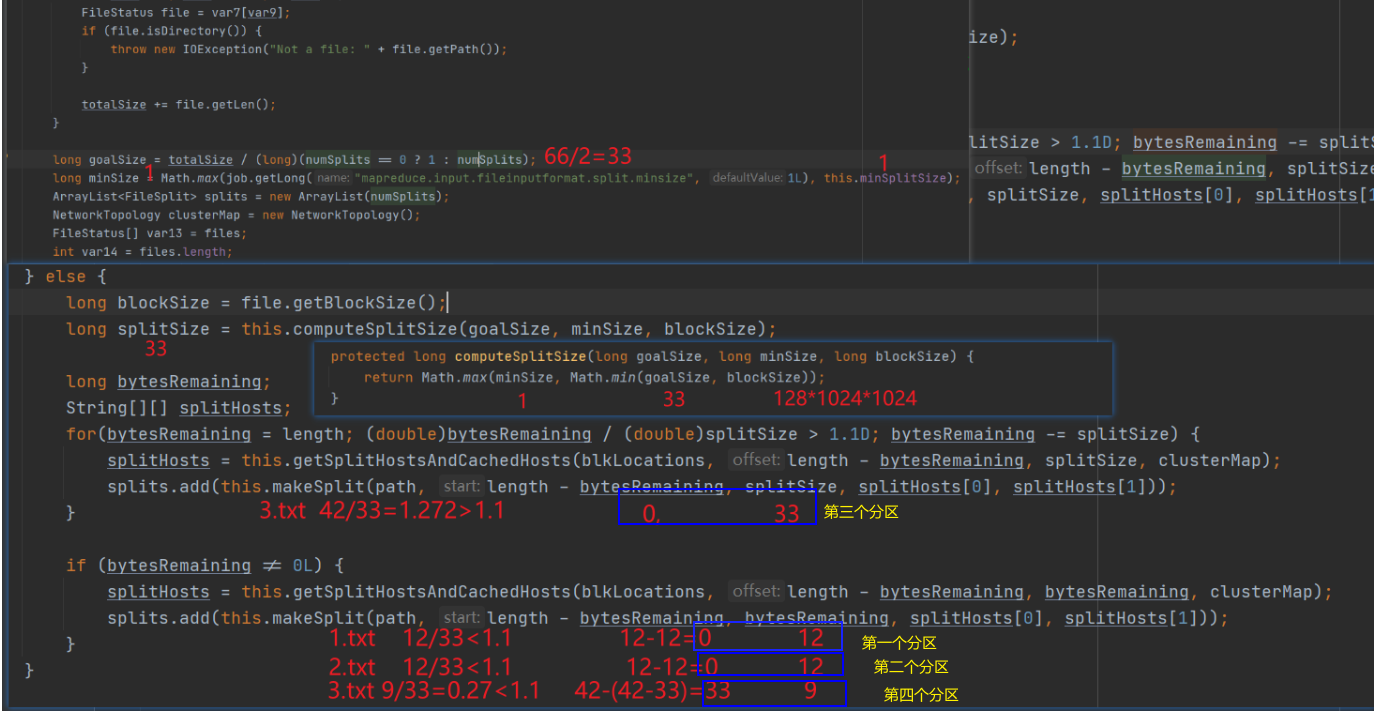 FileStatus file = var7[var9];
if (file.isDirectory()) {
throw new IOException("Not a file: " + file.getPath());
}
totalSize += file.getLen();
}
long goalSize = totalSize / (long)(numSplits == 0 ? 1 : numSplits); 66/2=33
long minSize = Math.max(job.getLong( name: "mapreduce.input.fileinputformat.split.minsize", defaultValue: 1L), this.minSplitSize);
1
1
ArrayList<FileSplit> splits = new ArrayList(numSplits);
NetworkTopology clusterMap = new NetworkTopology();
FileStatus[] var13 = files;
int var14 = files.length;
ize);
litSize > 1.1D; bytesRemaining -= splitS
offset: length - bytesRemaining, splitSize
, splitSize, splitHosts[0], splitHosts[1
} else {
long blockSize = file.getBlockSize();
long splitSize = this.computeSplitSize(goalSize, minSize, blockSize);
33
protected long computeSplitSize(long goalSize, long minSize, long blockSize) {
return Math.max(minSize, Math.min(goalSize, blockSize));
}
1 33 128*1024*1024
long bytesRemaining;
String[][] splitHosts;
for(bytesRemaining = length; (double)bytesRemaining / (double)splitSize > 1.1D; bytesRemaining -= splitSize) {
splitHosts = this.getSplitHostsAndCachedHosts(blkLocations, offset: length - bytesRemaining, splitSize, clusterMap);
splits.add(this.makeSplit(path, start: length - bytesRemaining, splitSize, splitHosts[0], splitHosts[1]));
} 3.txt 42/33=1.272>1.1 0, 33 第三个分区
if (bytesRemaining != 0L) {
splitHosts = this.getSplitHostsAndCachedHosts(blkLocations, offset: length - bytesRemaining, bytesRemaining, clusterMap);
splits.add(this.makeSplit(path, start: length - bytesRemaining, bytesRemaining, splitHosts[0], splitHosts[1]));
} 1.txt 12/33<1.1 12-12=0 12 第一个分区
} 2.txt 12/33<1.1 12-12=0 12 第二个分区
3.txt 9/33=0.27<1.1 42-(42-33)=33 9 第四个分区